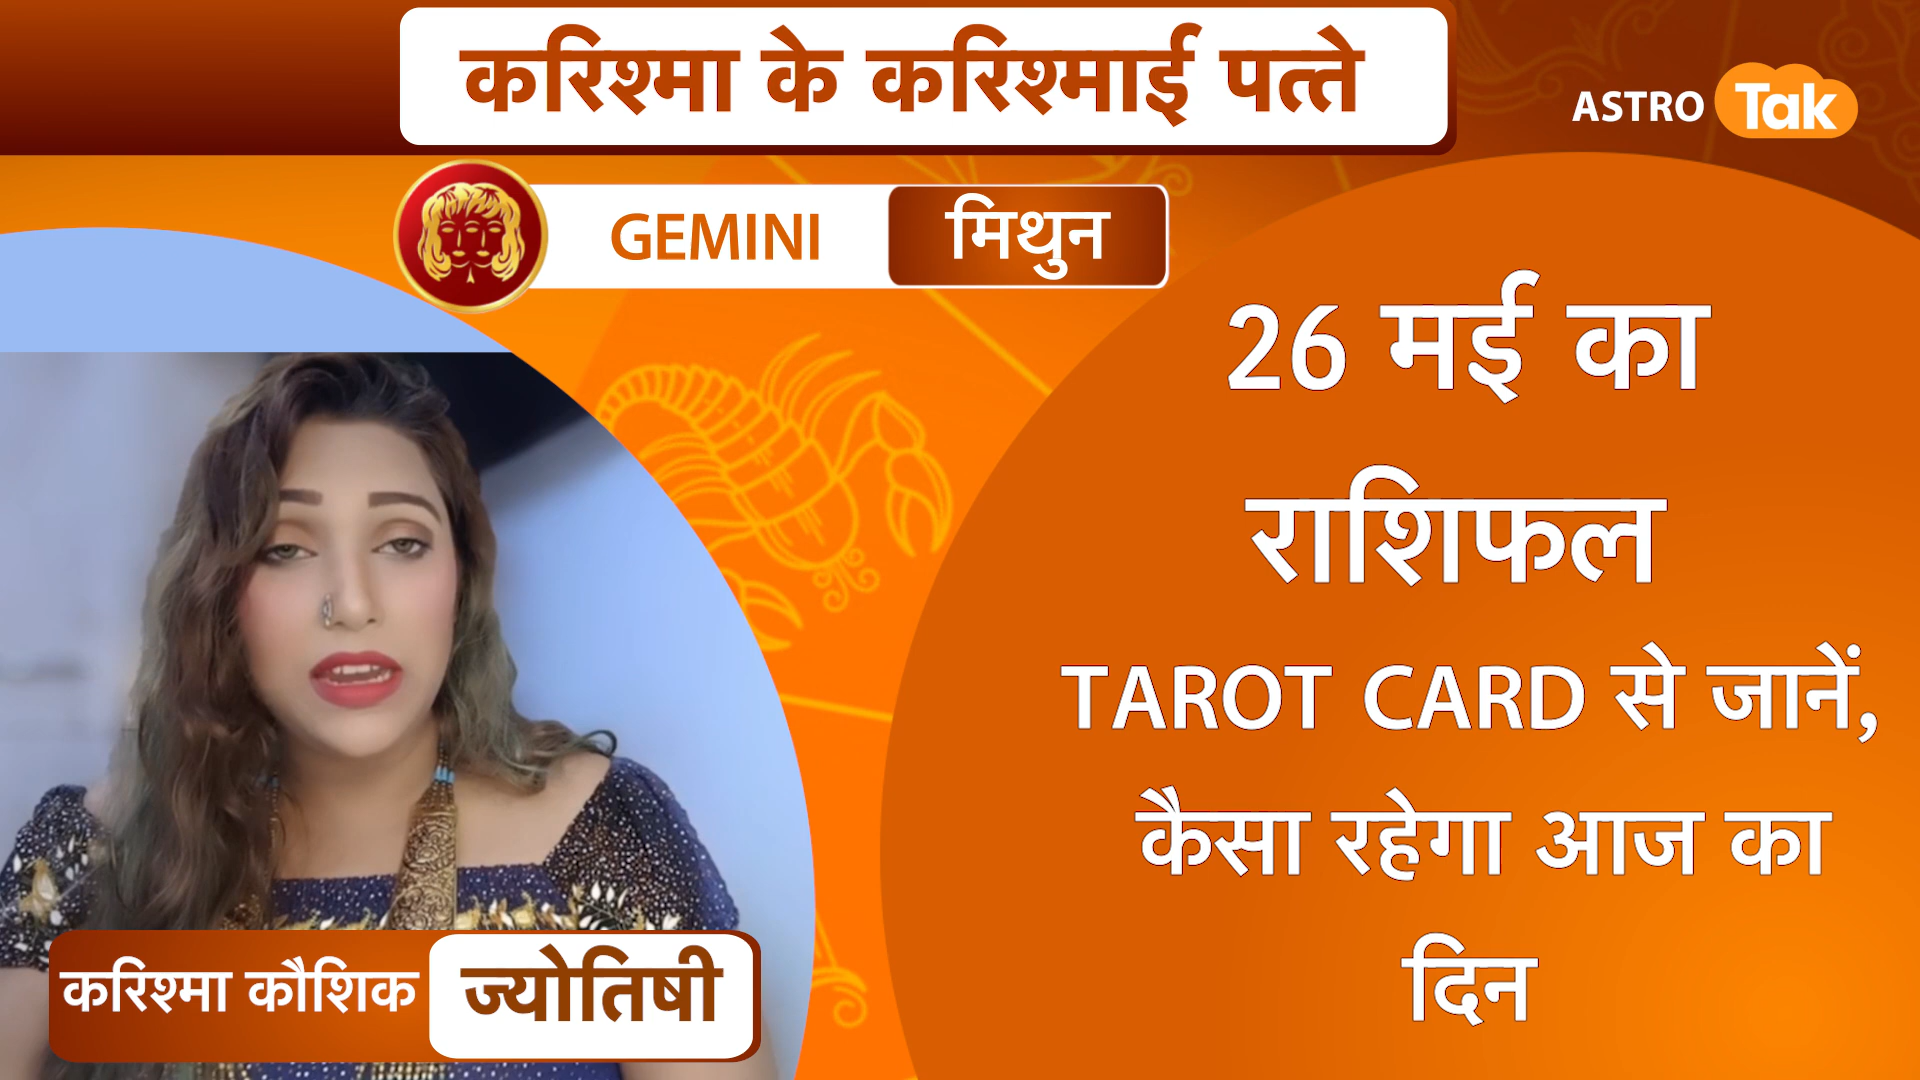 करिश्मा के करिश्माई पत्ते
ASTRO Tak
GEMINI मिथुन
26 मई का
राशिफल
TAROT CARD से जानें,
कैसा रहेगा आज का
दिन
करिश्मा कौशिक ज्योतिषी